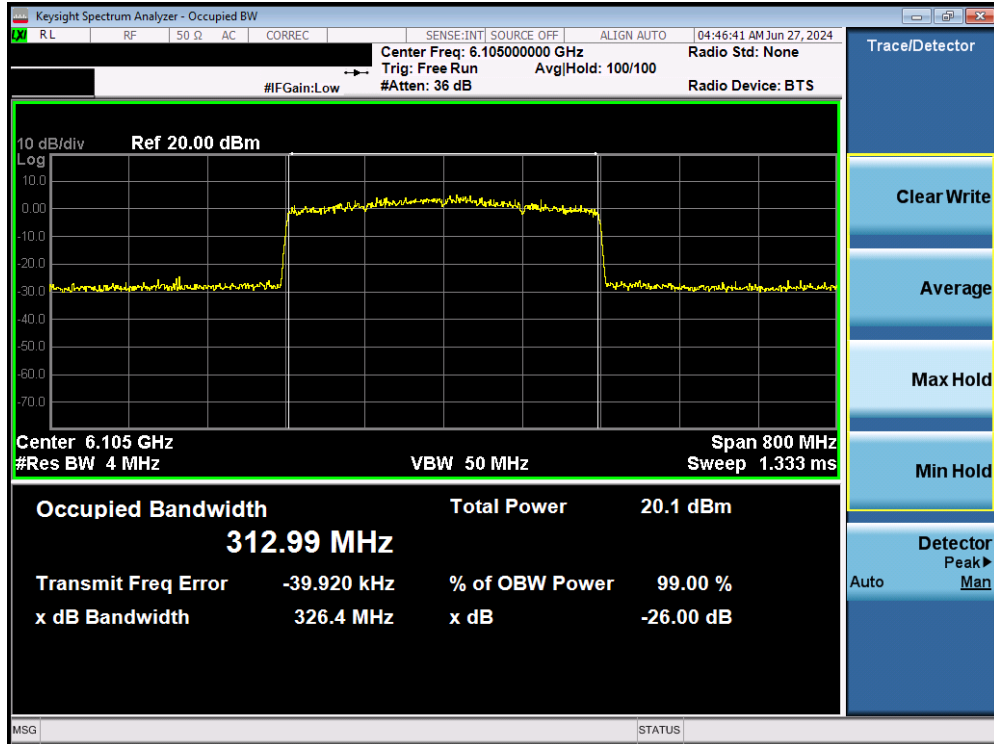 Keysight Spectrum Analyzer - Occupied BW
LXI RL RF 50 Ω AC CORREC SENSE:INT SOURCE OFF ALIGN AUTO 04:46:41 AM Jun 27, 2024
Center Freq: 6.105000000 GHz Radio Std: None
Trig: Free Run Avg|Hold: 100/100
#IFGain:Low #Atten: 36 dB Radio Device: BTS
Trace/Detector
10 dB/div Ref 20.00 dBm
Log
10.0
0.00
-10.0
-20.0
-30.0
-40.0
-50.0
-60.0
-70.0
Center 6.105 GHz Span 800 MHz
#Res BW 4 MHz VBW 50 MHz Sweep 1.333 ms
Occupied Bandwidth Total Power 20.1 dBm
312.99 MHz
Transmit Freq Error -39.920 kHz % of OBW Power 99.00 %
x dB Bandwidth 326.4 MHz x dB -26.00 dB
Clear Write
Average
Max Hold
Min Hold
Detector
Peak▶
Auto Man
MSG STATUS